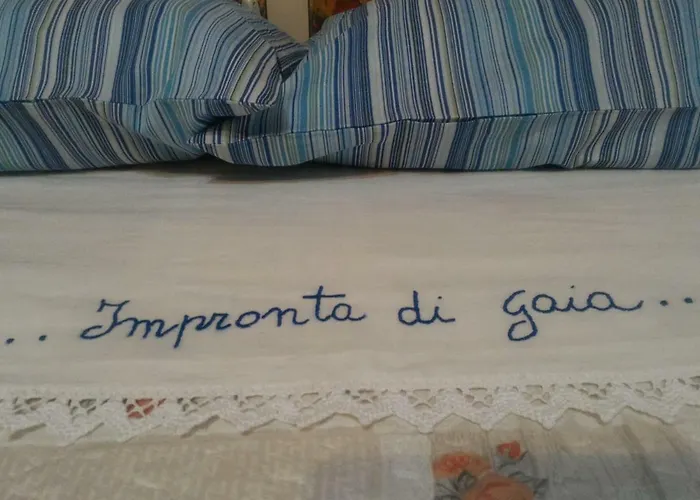 .. Impronta di gaia ..